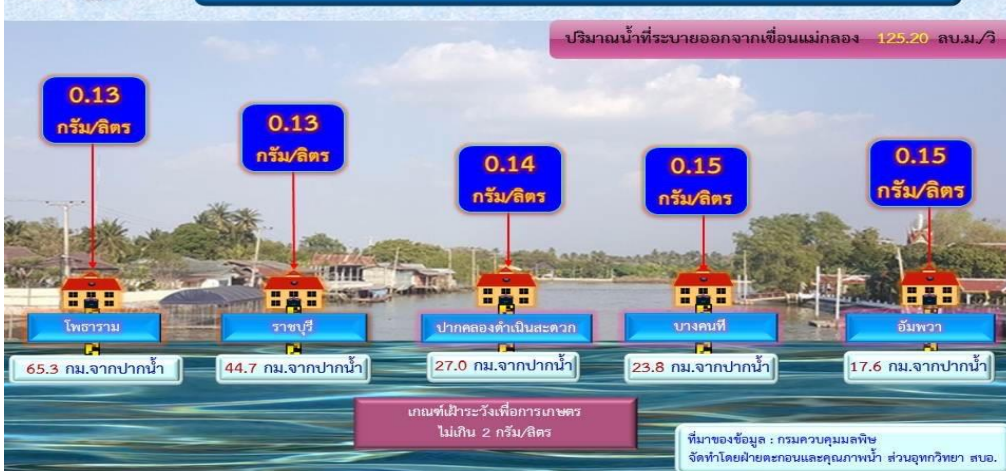 ปริมาณน้ำที่ระบายออกจากเขื่อนแม่กลอง 125.20 ลบ.ม./วิ
0.13
กรัม/ลิตร
0.13
กรัม/ลิตร
0.14
กรัม/ลิตร
0.15
กรัม/ลิตร
0.15
กรัม/ลิตร
โพธาราม
ราชบุรี
ปากคลองดำเนินสะดวก
บางคนที
อัมพวา
65.3 กม.จากปากน้ำ
44.7 กม.จากปากน้ำ
27.0 กม.จากปากน้ำ
23.8 กม.จากปากน้ำ
17.6 กม.จากปากน้ำ
เกณฑ์เฝ้าระวังเพื่อการเกษตร
ไม่เกิน 2 กรัม/ลิตร
ที่มาของข้อมูล : กรมควบคุมมลพิษ
จัดทำโดยฝ่ายตะกอนและคุณภาพน้ำ ส่วนอุทกวิทยา สบอ.